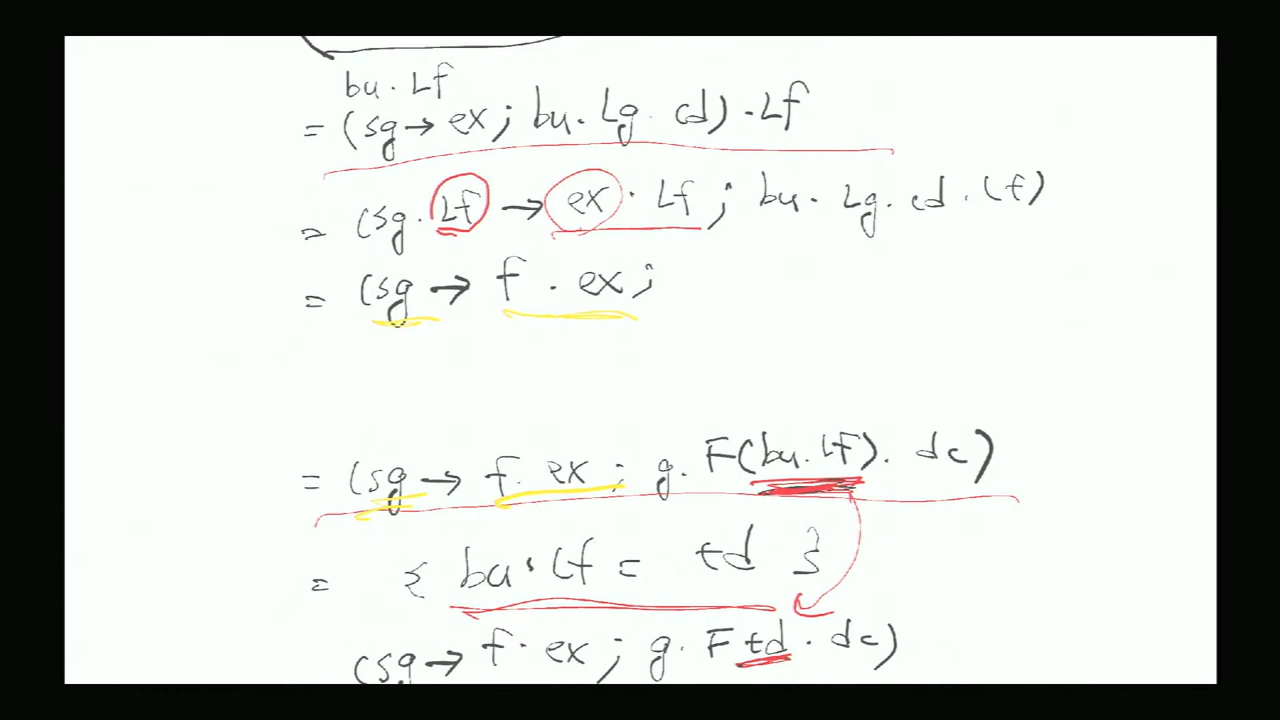 bu · Lf
= (sg → ex ; bu · Lg · cd) · Lf
= (sg · Lf → ex · Lf ; bu · Lg · cd · Lf)
= (sg → f · ex ;
= (sg → f · ex ; g · F(bu · Lf) · dc)
= { bu · Lf = td }
(sg → f · ex ; g · F td · dc)